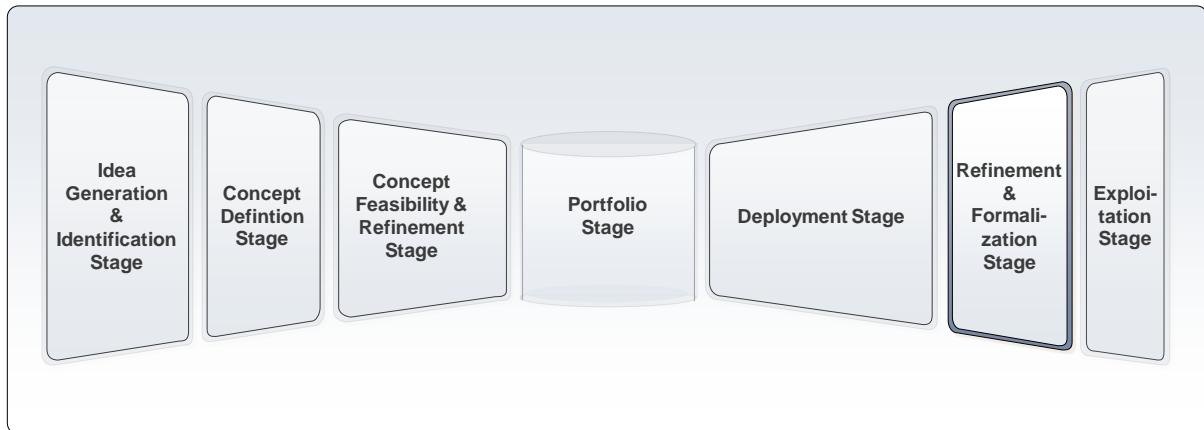 Idea
Generation
&
Identification
Stage
Concept
Defintion
Stage
Concept
Feasibility &
Refinement
Stage
Portfolio
Stage
Deployment Stage
Refinement
&
Formali-
zation
Stage
Exploi-
tation
Stage